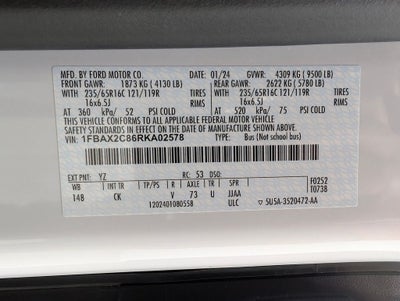 MFD. BY FORD MOTOR CO. 01/24 GVWR: 4309 KG ( 9500 LB)
FRONT GAWR: 1873 KG ( 4130 LB) REAR GAWR: 2622 KG ( 5780 LB)
235/65R16C 121/119R TIRES 235/65R16C 121/119R
16x6.5J RIMS 16x6.5J
AT 360 kPa/ 52 PSI COLD AT 520 kPa/ 75 PSI COLD
THIS VEHICLE CONFORMS TO ALL APPLICABLE FEDERAL MOTOR VEHICLE
SAFETY STANDARDS IN EFFECT ON THE DATE OF MANUFACTURE SHOWN ABOVE.
VIN: 1FBAX2C86RKA02578 TYPE: Bus (Not school bus)
EXT PNT: YZ RC: 53 DSO:
WB INT TR TP/PS R AXLE TR SPR F0252
148 CK V 73 U JJAA T0738
1202401080558 ULC 5U5A-3520472-AA